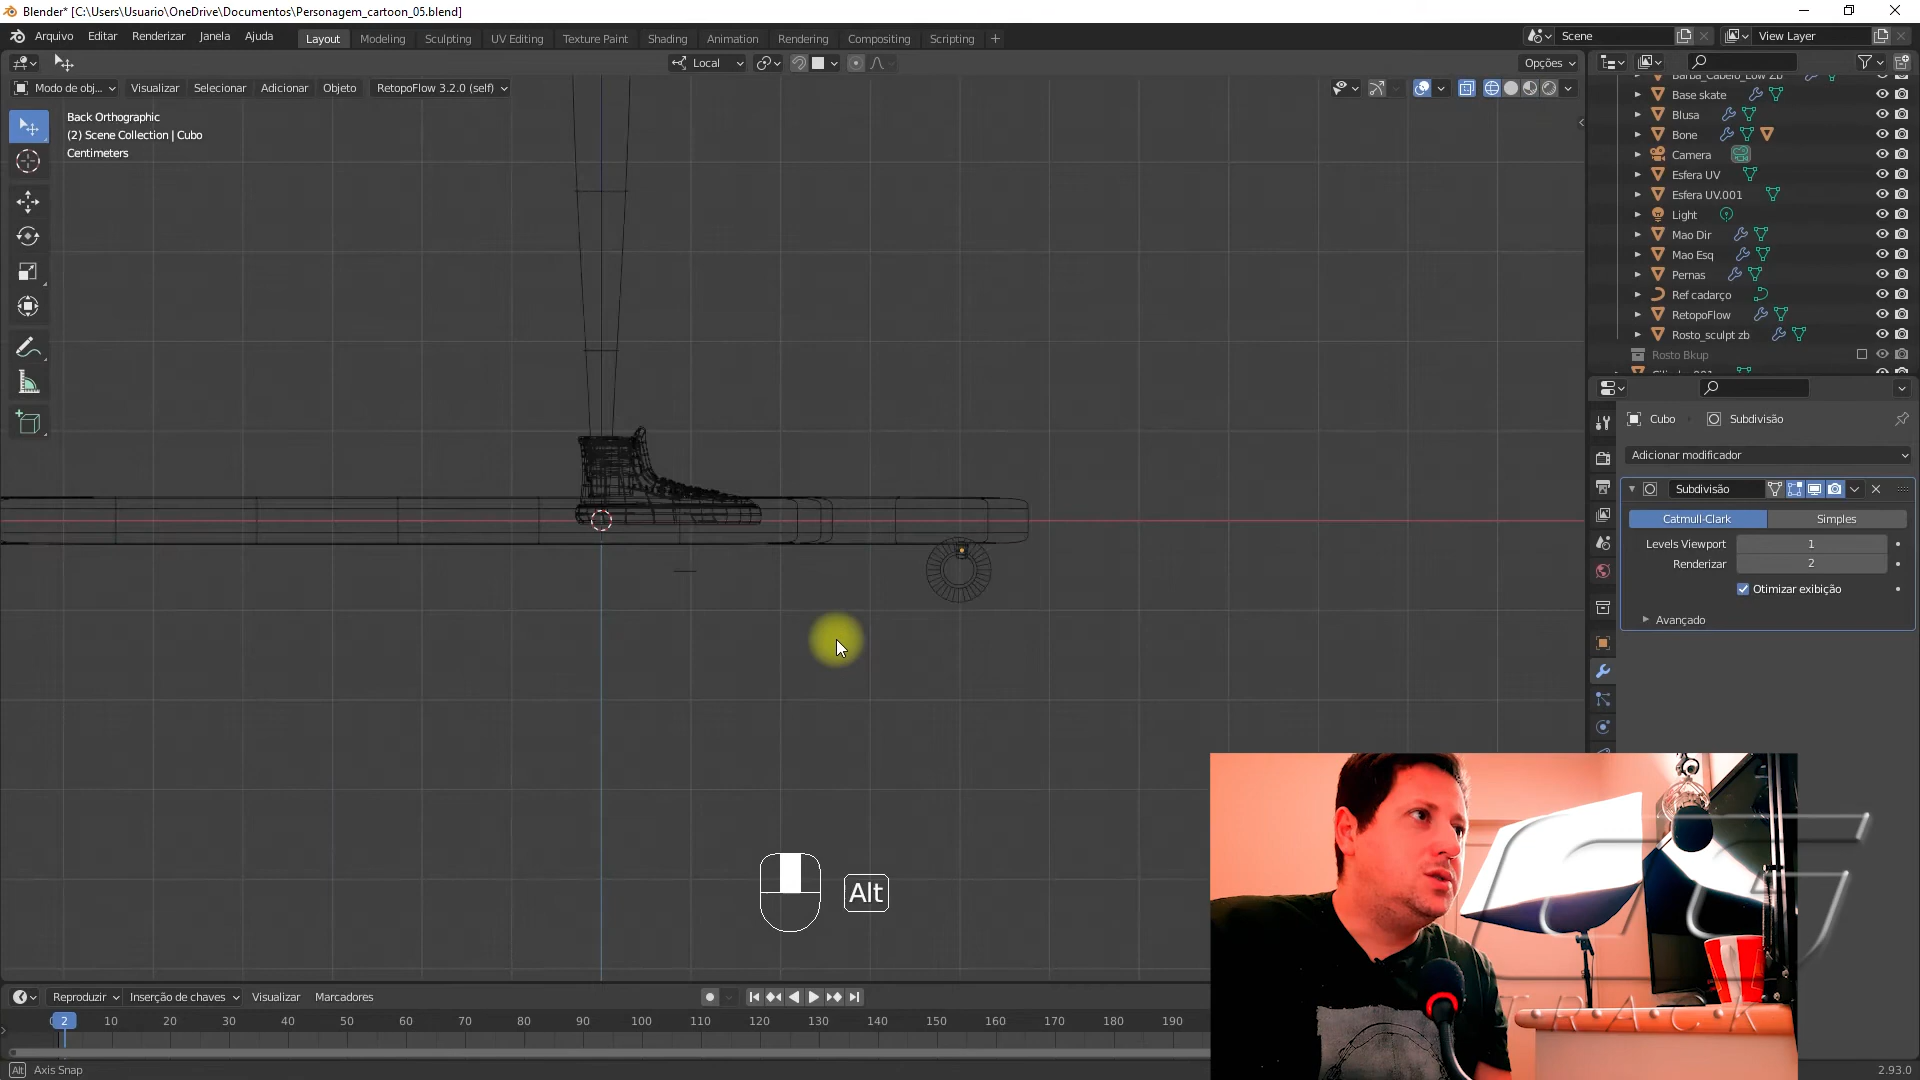 Blender* [C:\Users\Usuario\OneDrive\Documentos\Personagem_cartoon_05.blend]
Arquivo Editar Renderizar Janela Ajuda Layout Modeling Sculpting UV Editing Texture Paint Shading Animation Rendering Compositing Scripting + Scene View Layer
Local Opções
Modo de obj... Visualizar Selecionar Adicionar Objeto RetopoFlow 3.2.0 (self)
Back Orthographic
(2) Scene Collection | Cubo
Centimeters
Barba_Cabelo_Low Zb
Base skate
Blusa
Bone
Camera
Esfera UV
Esfera UV.001
Light
Mao Dir
Mao Esq
Pernas
Ref cadarço
RetopoFlow
Rosto_sculpt zb
Rosto Bkup
Cubo Subdivisão
Adicionar modificador
Subdivisão
Catmull-Clark Simples
Levels Viewport 1
Renderizar 2
Otimizar exibição
Avançado
Alt
TRACK
Reproduzir Inserção de chaves Visualizar Marcadores
2 10 20 30 40 50 60 70 80 90 100 110 120 130 140 150 160 170 180 190
Alt Axis Snap 2.93.0